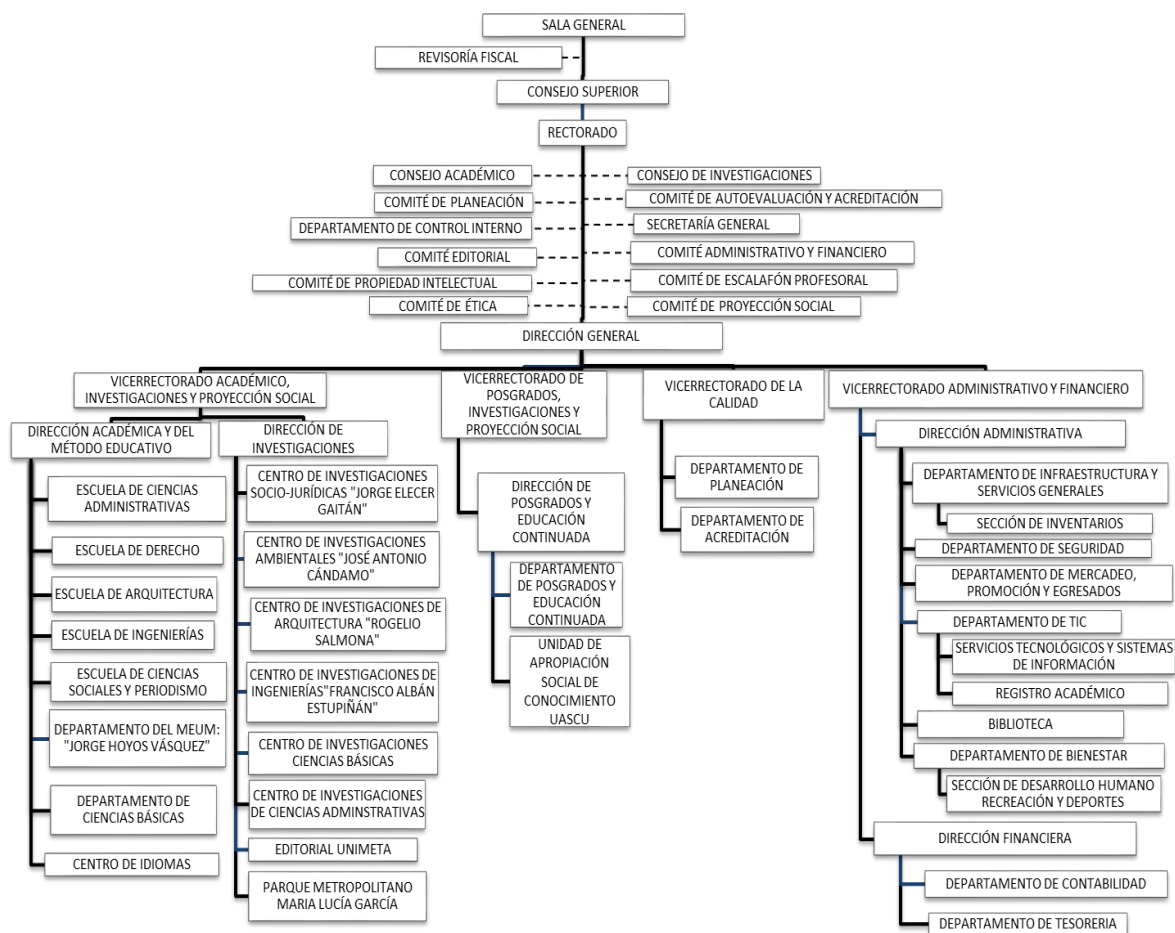 SALA GENERAL
REVISORÍA FISCAL
CONSEJO SUPERIOR
RECTORADO
CONSEJO ACADÉMICO
CONSEJO DE INVESTIGACIONES
COMITÉ DE PLANEACIÓN
COMITÉ DE AUTOEVALUACIÓN Y ACREDITACIÓN
DEPARTAMENTO DE CONTROL INTERNO
SECRETARÍA GENERAL
COMITÉ EDITORIAL
COMITÉ ADMINISTRATIVO Y FINANCIERO
COMITÉ DE PROPIEDAD INTELECTUAL
COMITÉ DE ESCALAFÓN PROFESORAL
COMITÉ DE ÉTICA
COMITÉ DE PROYECCIÓN SOCIAL
DIRECCIÓN GENERAL
VICERRECTORADO ACADÉMICO,
INVESTIGACIONES Y PROYECCIÓN SOCIAL
DIRECCIÓN ACADÉMICA Y DEL
MÉTODO EDUCATIVO
ESCUELA DE CIENCIAS
ADMINISTRATIVAS
ESCUELA DE DERECHO
ESCUELA DE ARQUITECTURA
ESCUELA DE INGENIERÍAS
ESCUELA DE CIENCIAS
SOCIALES Y PERIODISMO
DEPARTAMENTO DEL MEUM:
"JORGE HOYOS VÁSQUEZ"
DEPARTAMENTO DE
CIENCIAS BÁSICAS
CENTRO DE IDIOMAS
DIRECCIÓN DE
INVESTIGACIONES
CENTRO DE INVESTIGACIONES
SOCIO-JURÍDICAS "JORGE ELECER
GAITÁN"
CENTRO DE INVESTIGACIONES
AMBIENTALES "JOSÉ ANTONIO
CÁNDAMO"
CENTRO DE INVESTIGACIONES DE
ARQUITECTURA "ROGELIO
SALMONA"
CENTRO DE INVESTIGACIONES DE
INGENIERÍAS"FRANCISCO ALBÁN
ESTUPIÑÁN"
CENTRO DE INVESTIGACIONES
CIENCIAS BÁSICAS
CENTRO DE INVESTIGACIONES
DE CIENCIAS ADMINSTRATIVAS
EDITORIAL UNIMETA
PARQUE METROPOLITANO
MARIA LUCÍA GARCÍA
VICERRECTORADO DE
POSGRADOS,
INVESTIGACIONES Y
PROYECCIÓN SOCIAL
DIRECCIÓN DE
POSGRADOS Y
EDUCACIÓN
CONTINUADA
DEPARTAMENTO
DE POSGRADOS Y
EDUCACIÓN
CONTINUADA
UNIDAD DE
APROPIACIÓN
SOCIAL DE
CONOCIMIENTO
UASCU
VICERRECTORADO DE LA
CALIDAD
DEPARTAMENTO DE
PLANEACIÓN
DEPARTAMENTO DE
ACREDITACIÓN
VICERRECTORADO ADMINISTRATIVO Y FINANCIERO
DIRECCIÓN ADMINISTRATIVA
DEPARTAMENTO DE INFRAESTRUCTURA Y
SERVICIOS GENERALES
SECCIÓN DE INVENTARIOS
DEPARTAMENTO DE SEGURIDAD
DEPARTAMENTO DE MERCADEO,
PROMOCIÓN Y EGRESADOS
DEPARTAMENTO DE TIC
SERVICIOS TECNOLÓGICOS Y SISTEMAS
DE INFORMACIÓN
REGISTRO ACADÉMICO
BIBLIOTECA
DEPARTAMENTO DE BIENESTAR
SECCIÓN DE DESARROLLO HUMANO
RECREACIÓN Y DEPORTES
DIRECCIÓN FINANCIERA
DEPARTAMENTO DE CONTABILIDAD
DEPARTAMENTO DE TESORERIA